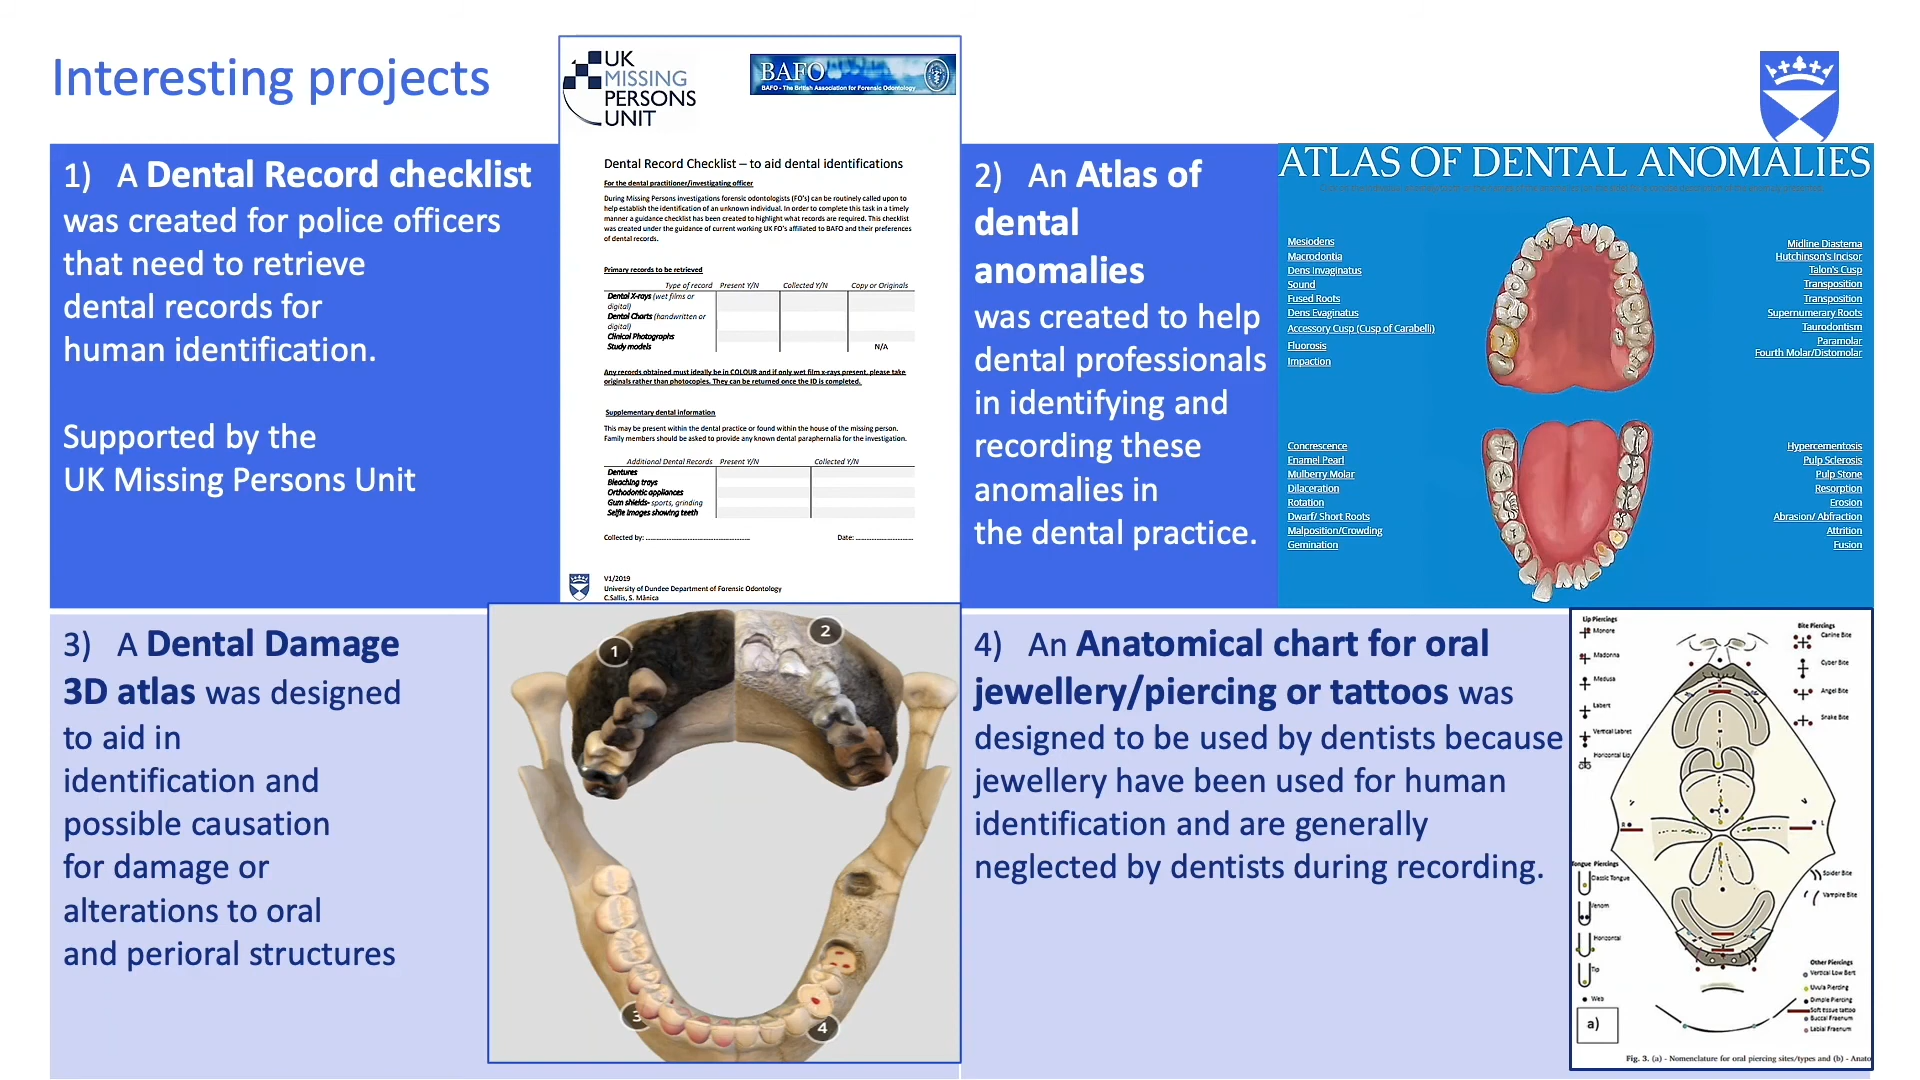 Interesting projects
1) A Dental Record checklist
was created for police officers
that need to retrieve
dental records for
human identification.
Supported by the
UK Missing Persons Unit
UK
MISSING
PERSONS
UNIT
BAFO
BAFO - The British Association for Forensic Odontology
Dental Record Checklist – to aid dental identifications
For the dental practitioner/investigating officer
During Missing Persons investigations forensic odontologists (FO's) can be routinely called upon to
help establish the identification of an unknown individual. In order to complete this task in a timely
manner a guidance checklist has been created to highlight what records are required. This checklist
was created under the guidance of current working UK FO's affiliated to BAFO and their preferences
of dental records.
Primary records to be retrieved
Type of record Present Y/N Collected Y/N Copy or Originals
Dental X-rays (wet films or
digital)
Dental Charts (handwritten or
digital)
Clinical Photographs
Study models N/A
Any records obtained must ideally be in COLOUR and if only wet film x-rays present, please take
originals rather than photocopies. They can be returned once the ID is completed.
Supplementary dental information
This may be present within the dental practice or found within the house of the missing person.
Family members should be asked to provide any known dental paraphernalia for the investigation.
Additional Dental Records Present Y/N Collected Y/N
Dentures
Bleaching trays
Orthodontic appliances
Gum shields- sports, grinding
Selfie images showing teeth
Collected by: Date:
V1/2019
University of Dundee Department of Forensic Odontology
C.Sallis, S. Mânica
2) An Atlas of
dental
anomalies
was created to help
dental professionals
in identifying and
recording these
anomalies in
the dental practice.
ATLAS OF DENTAL ANOMALIES
Mesiodens
Macrodontia
Dens Invaginatus
Sound
Fused Roots
Dens Evaginatus
Accessory Cusp (Cusp of Carabelli)
Fluorosis
Impaction
Midline Diastema
Hutchinson's Incisor
Talon's Cusp
Transposition
Transposition
Supernumerary Roots
Taurodontism
Paramolar
Fourth Molar/Distomolar
Concrescence
Enamel Pearl
Mulberry Molar
Dilaceration
Rotation
Dwarf/ Short Roots
Malposition/Crowding
Gemination
Hypercementosis
Pulp Sclerosis
Pulp Stone
Resorption
Erosion
Abrasion/ Abfraction
Attrition
Fusion
3) A Dental Damage
3D atlas was designed
to aid in
identification and
possible causation
for damage or
alterations to oral
and perioral structures
1
2
3
4
4) An Anatomical chart for oral
jewellery/piercing or tattoos was
designed to be used by dentists because
jewellery have been used for human
identification and are generally
neglected by dentists during recording.
Lip Piercings
Monroe
Madonna
Medusa
Labert
Vertical Labret
Horizontal Lip
Bite Piercings
Canine Bite
Cyber Bite
Angel Bite
Snake Bite
R
L
Tongue Piercings
Classic Tongue
Venom
Horizontal
Tip
Web
Spider Bite
Vampire Bite
Other Piercings
Vertical Low Bert
Uvula Piercing
Dimple Piercing
Soft tissue tattoo
Buccal Fraenum
Labial Fraenum
a)
Fig. 3. (a) - Nomenclature for oral piercing sites/types and (b) - Anato